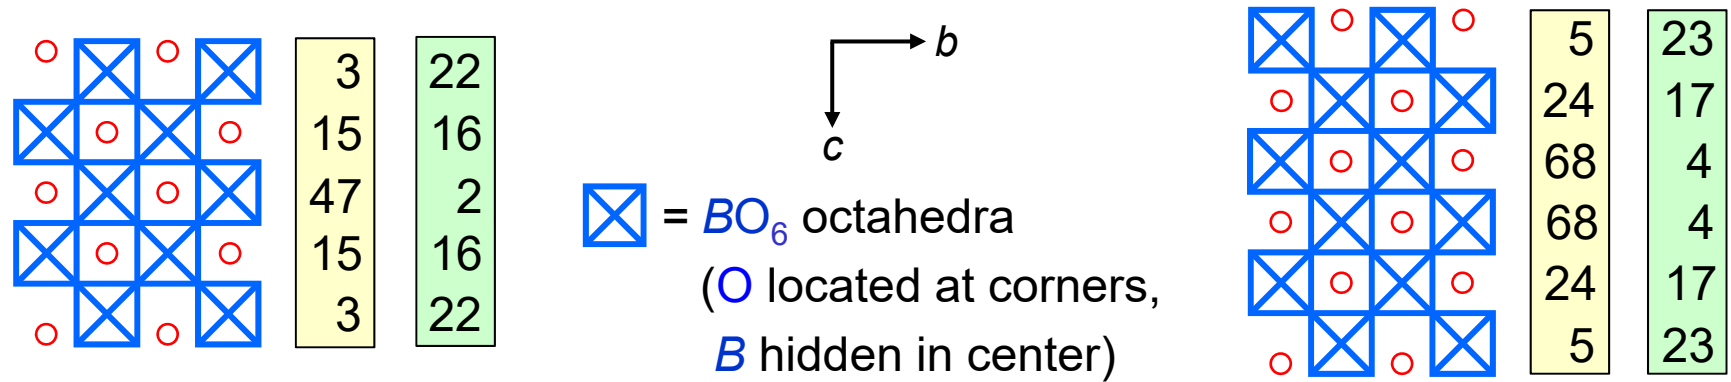 3 22
15 16
47 2
15 16
3 22
b
c
= BO₆ octahedra
(O located at corners,
B hidden in center)
5 23
24 17
68 4
68 4
24 17
5 23